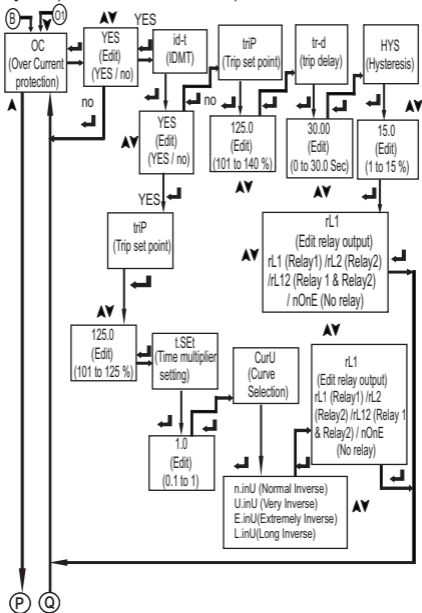 B
O1
YES
OC
(Over Current
protection)
YES
(Edit)
(YES / no)
id-t
(IDMT)
triP
(Trip set point)
tr-d
(trip delay)
HYS
(Hysteresis)
no
no
YES
(Edit)
(YES / no)
125.0
(Edit)
(101 to 140 %)
30.00
(Edit)
(0 to 30.0 Sec)
15.0
(Edit)
(1 to 15 %)
YES
triP
(Trip set point)
rL1
(Edit relay output)
rL1 (Relay1) /rL2 (Relay2)
/rL12 (Relay 1 & Relay2)
/ nOnE (No relay)
125.0
(Edit)
(101 to 125 %)
t.SEt
(Time multiplier
setting)
CurU
(Curve
Selection)
rL1
(Edit relay output)
rL1 (Relay1) /rL2
(Relay2) /rL12 (Relay 1
& Relay2) / nOnE
(No relay)
1.0
(Edit)
(0.1 to 1)
n.inU (Normal Inverse)
U.inU (Very Inverse)
E.inU(Extremely Inverse)
L.inU(Long Inverse)
P
Q